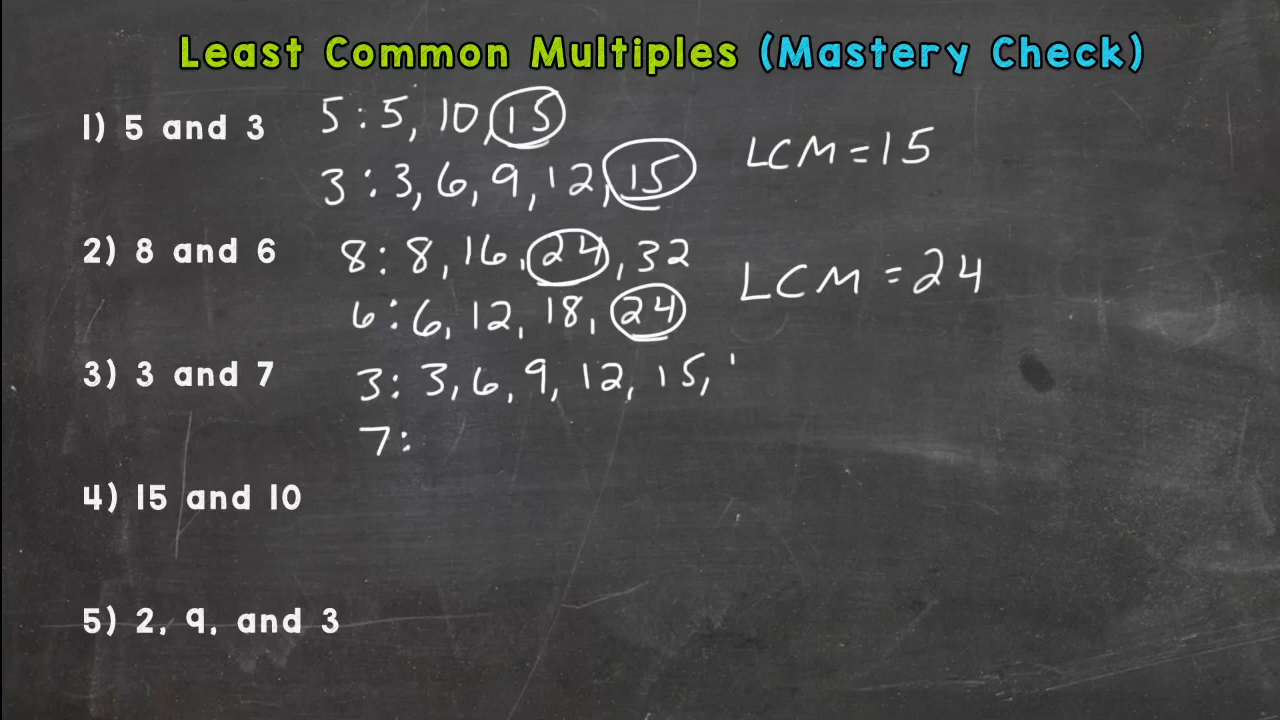 Least Common Multiples (Mastery Check)
1) 5 and 3
5: 5, 10, 15
3: 3, 6, 9, 12, 15
LCM = 15
2) 8 and 6
8: 8, 16, 24, 32
6: 6, 12, 18, 24
LCM = 24
3) 3 and 7
3: 3, 6, 9, 12, 15,
7:
4) 15 and 10
5) 2, 9, and 3